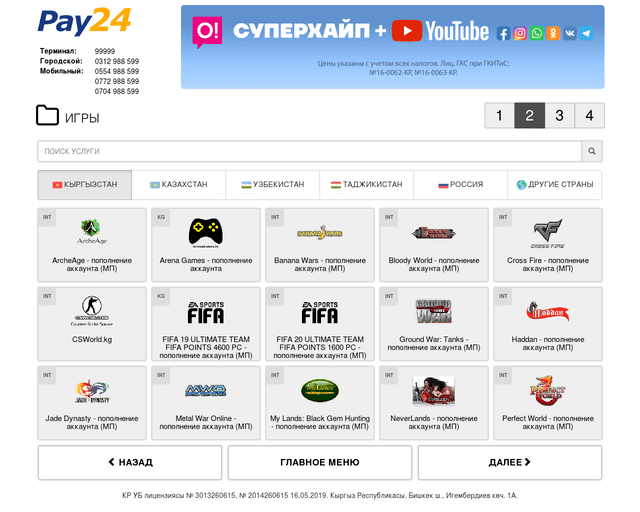 Pay24
Терминал: 99999
Городской: 0312 988 599
Мобильный: 0554 988 599
0772 988 599
0704 988 599
О! СУПЕРХАЙП + YouTube
Цены указаны с учетом всех налогов. Лиц. ГАС при ГКИТиС:
№16-0062-КР, №16-0063-КР.
ИГРЫ
1 2 3 4
ПОИСК УСЛУГИ
КЫРГЫЗСТАН КАЗАХСТАН УЗБЕКИСТАН ТАДЖИКИСТАН РОССИЯ ДРУГИЕ СТРАНЫ
INT KG INT INT INT
ArcheAge BANANA WARS CROSS FIRE
ArcheAge - пополнение Arena Games - пополнение Banana Wars - пополнение Bloody World - пополнение Cross Fire - пополнение
аккаунта (МП) аккаунта аккаунта (МП) аккаунта (МП) аккаунта (МП)
INT KG INT INT INT
EA SPORTS EA SPORTS GROUND
Counter-Strike Source FIFA FIFA TANKS WAR Haddan
CSWorld.kg FIFA 19 ULTIMATE TEAM FIFA 20 ULTIMATE TEAM Ground War: Tanks - Haddan -
FIFA POINTS 4600 PC - FIFA POINTS 1600 PC - пополнение аккаунта (МП) пополнение аккаунта (МП)
пополнение аккаунта (МП) пополнение аккаунта (МП)
INT INT INT INT INT
JADE DYNASTY MWO My Lands PERFECT WORLD
Jade Dynasty - пополнение Metal War Online - My Lands: Black Gem Hunting NeverLands - пополнение Perfect World - пополнение
аккаунта (МП) пополнение аккаунта (МП) - пополнение аккаунта (МП) аккаунта (МП) аккаунта (МП)
НАЗАД ГЛАВНОЕ МЕНЮ ДАЛЕЕ
КР УБ лицензиясы № 3013260615, № 2014260615 16.05.2019. Кыргыз Республикасы, Бишкек ш., Игембердиев көч. 1А.